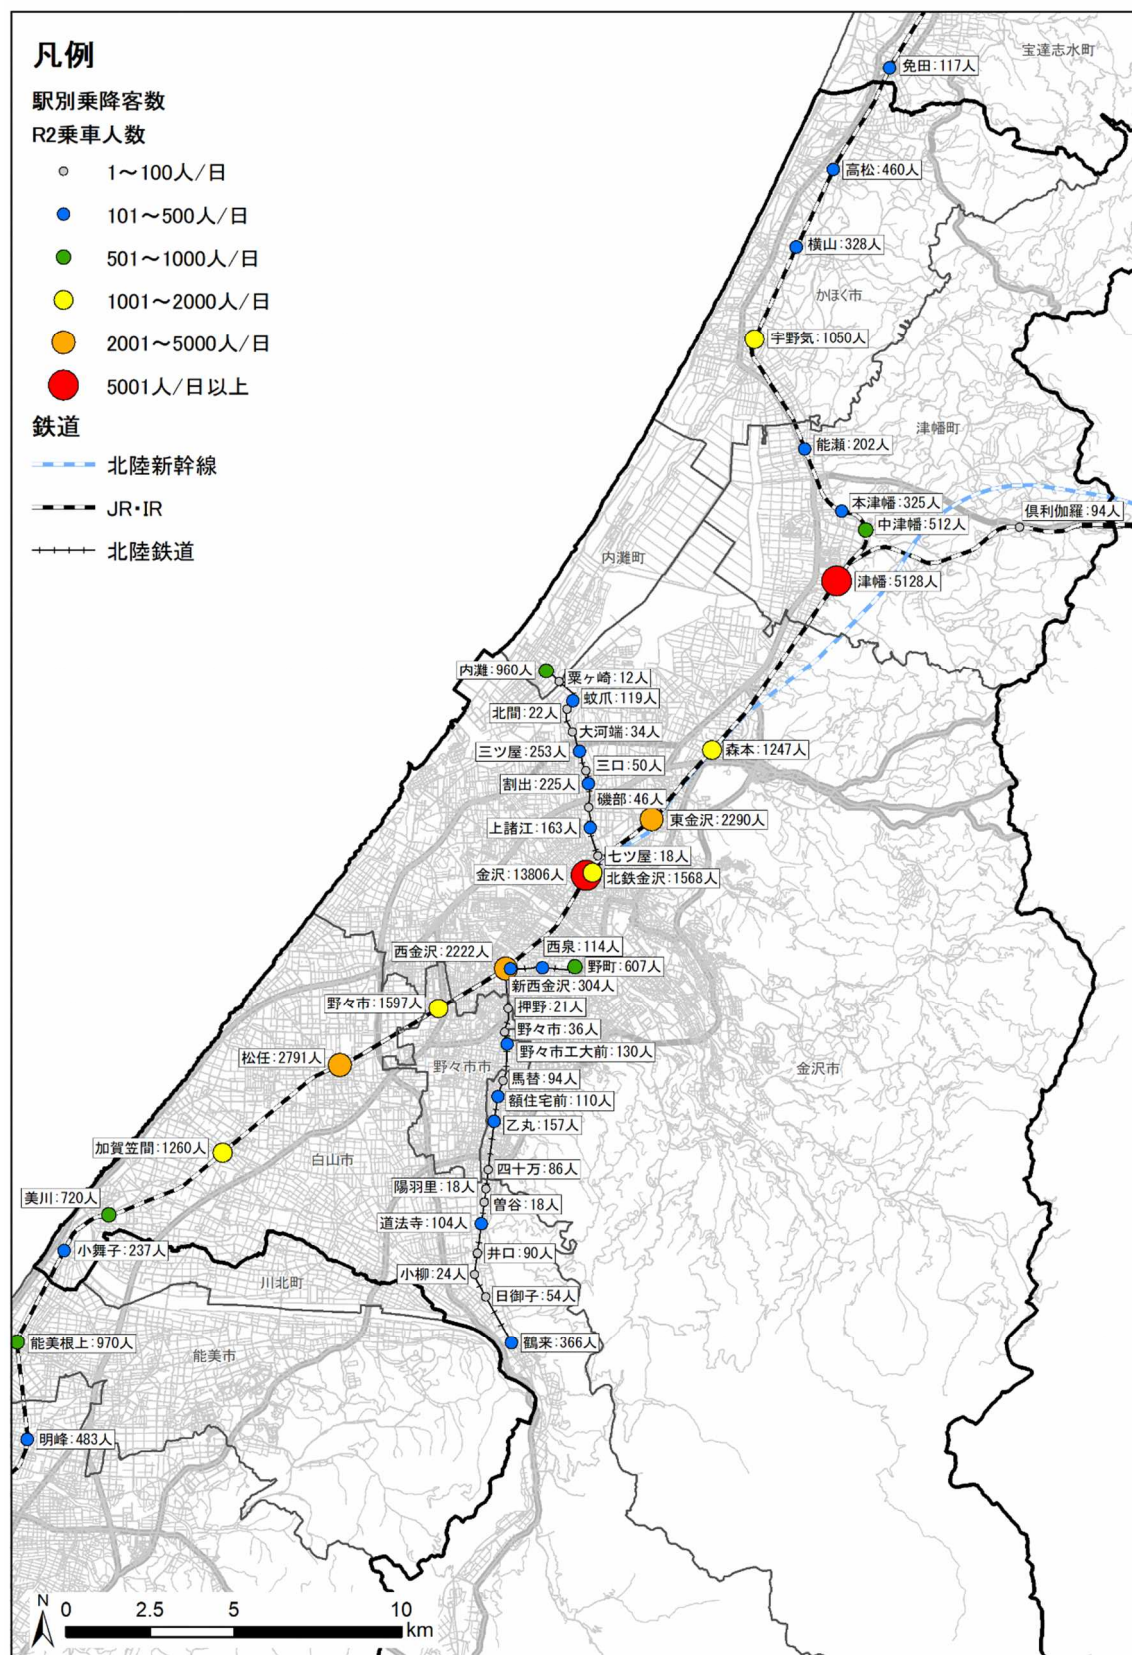 凡例
駅別乗降客数
R2乗車人数
1～100人/日
101～500人/日
501～1000人/日
1001～2000人/日
2001～5000人/日
5001人/日以上
鉄道
北陸新幹線
JR・IR
北陸鉄道
宝達志水町
免田：117人
高松：460人
横山：328人
かほく市
宇野気：1050人
津幡町
能瀬：202人
本津幡：325人
倶利伽羅：94人
中津幡：512人
内灘町
津幡：5128人
内灘：960人
粟ヶ崎：12人
蚊爪：119人
北間：22人
大河端：34人
三ツ屋：253人
森本：1247人
三口：50人
割出：225人
磯部：46人
東金沢：2290人
上諸江：163人
七ツ屋：18人
金沢：13806人
北鉄金沢：1568人
西金沢：2222人
西泉：114人
野町：607人
新西金沢：304人
野々市：1597人
押野：21人
野々市：36人
野々市工大前：130人
松任：2791人
野々市市
金沢市
馬替：94人
額住宅前：110人
乙丸：157人
加賀笠間：1260人
白山市
四十万：86人
陽羽里：18人
曽谷：18人
美川：720人
道法寺：104人
小舞子：237人
井口：90人
小柳：24人
川北町
日御子：54人
能美根上：970人
鶴来：366人
能美市
明峰：483人
N
0 2.5 5 10
km